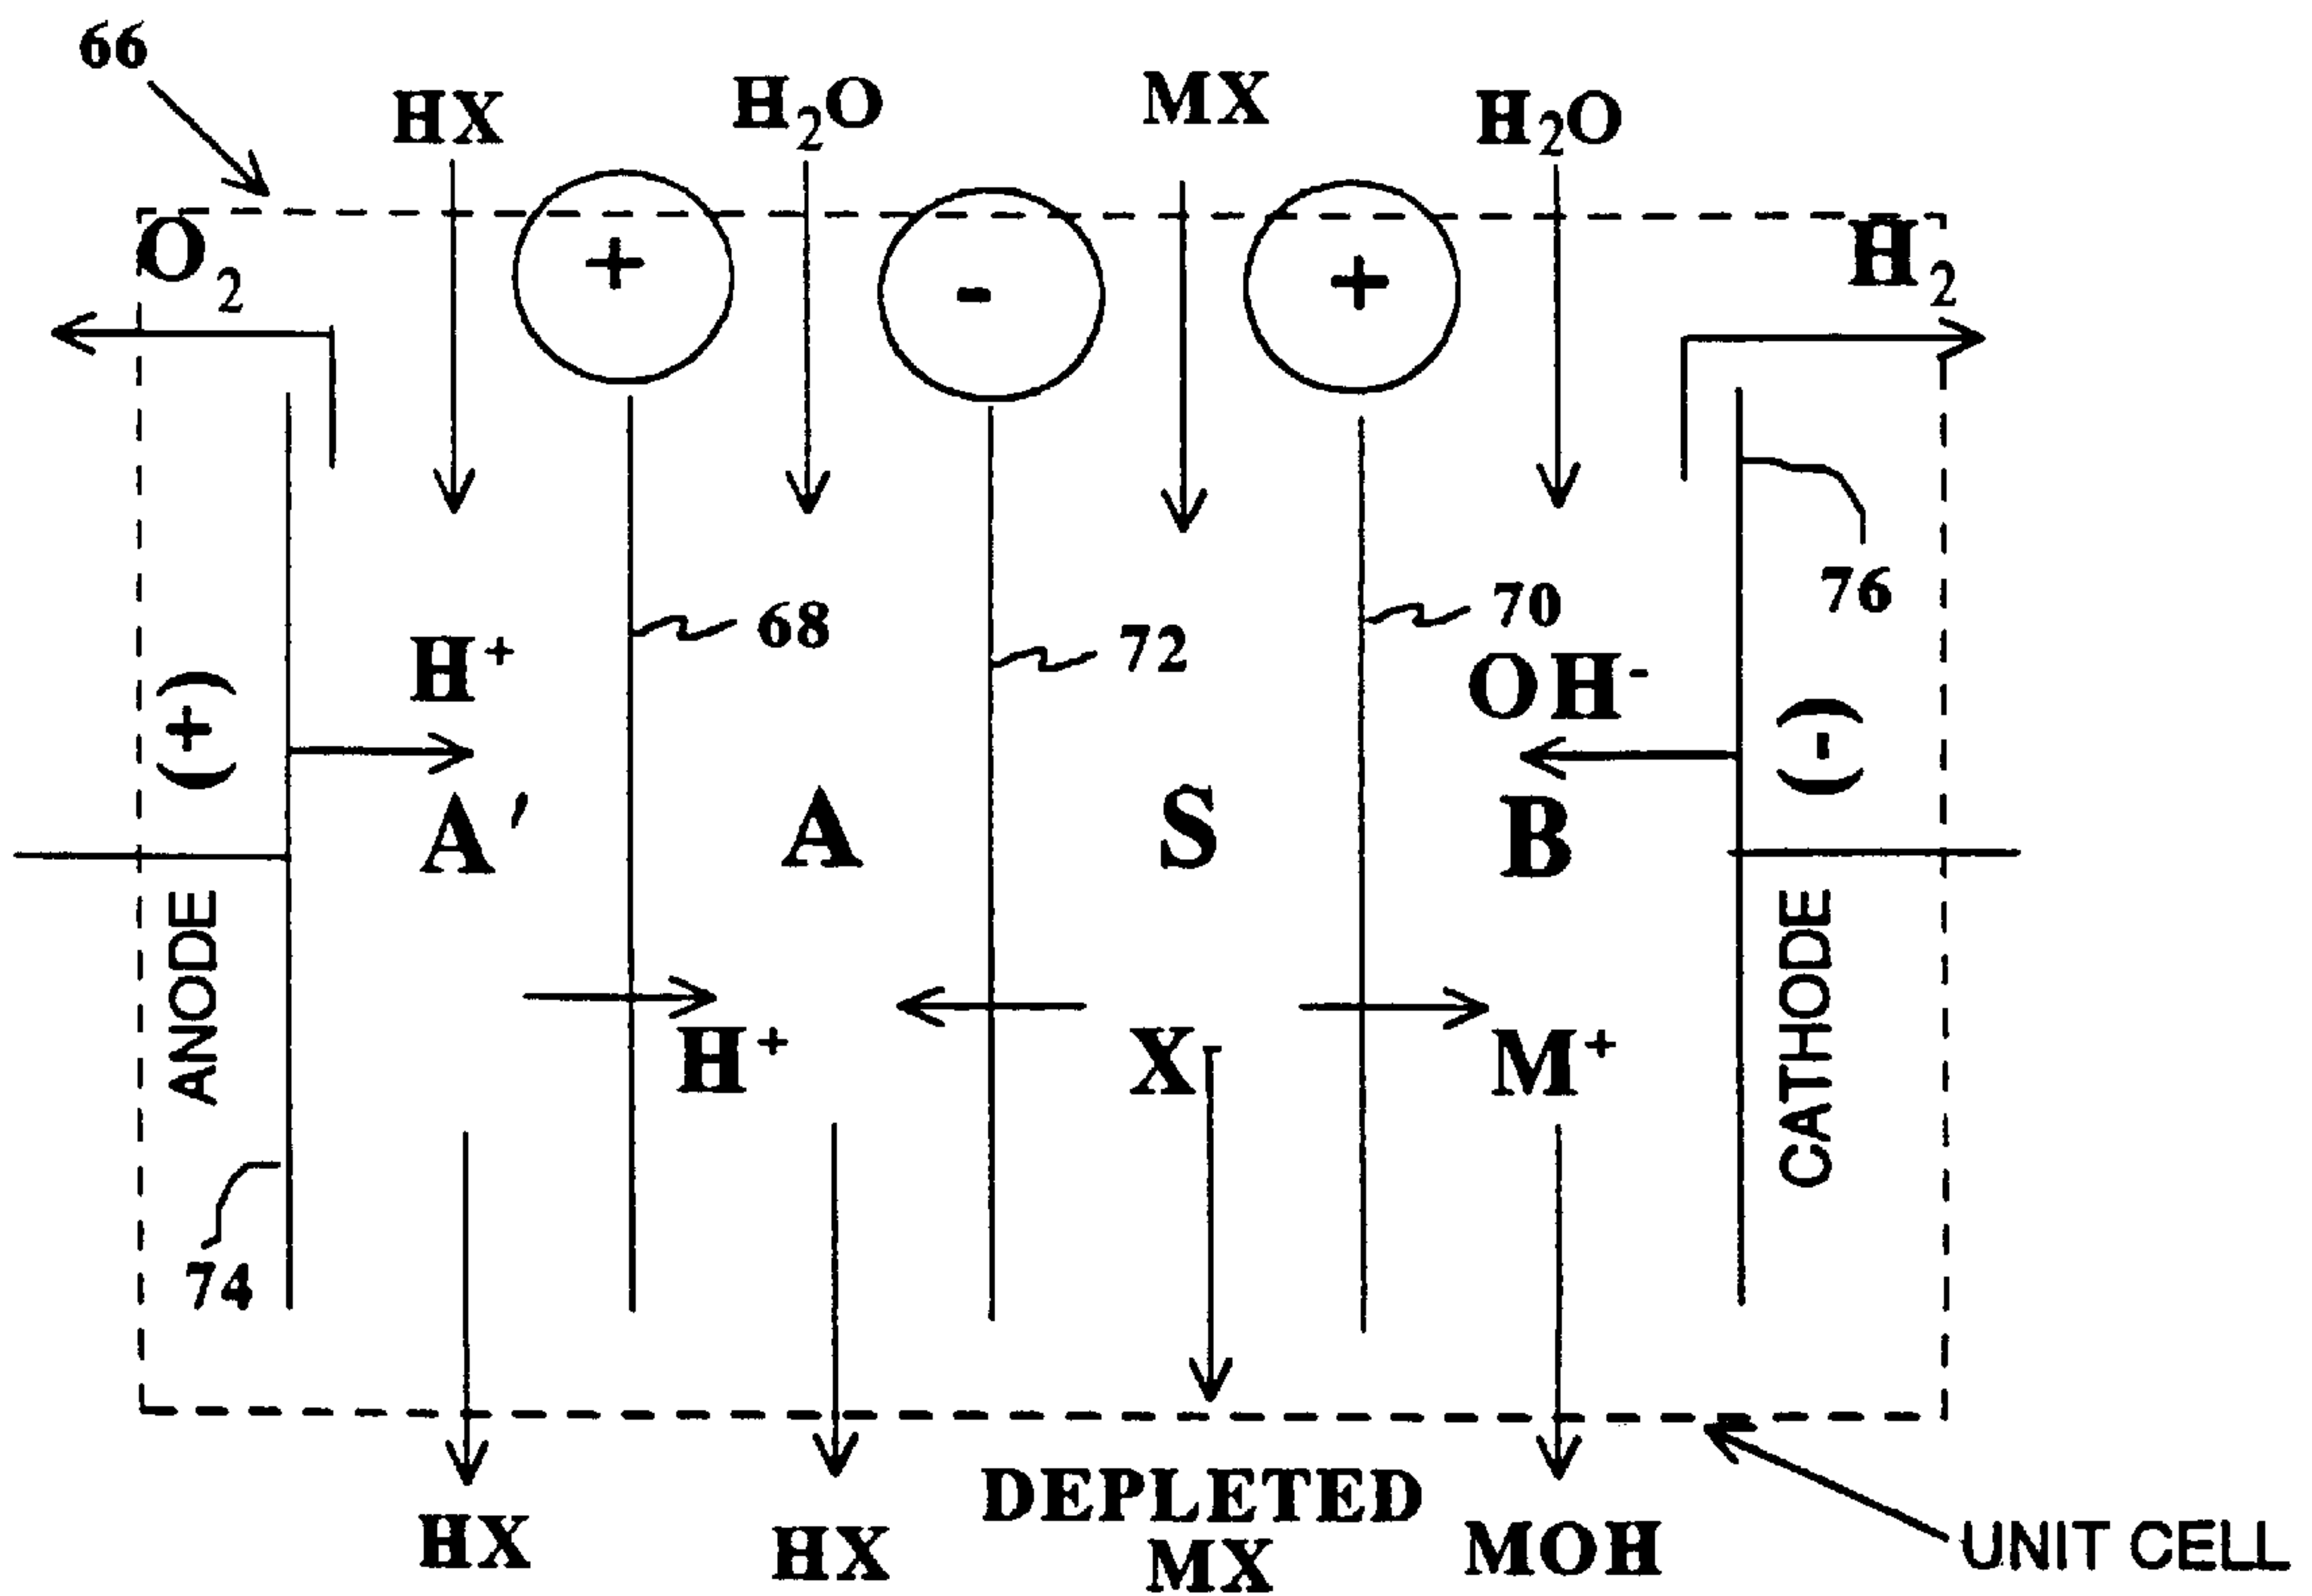 66
HX
H₂O
MX
H₂O
O₂
+
-
+
H₂
68
72
70
76
H⁺
OH⁻
(+)
(-)
A′
A
S
B
ANODE
CATHODE
H⁺
X
M⁺
74
HX
HX
DEPLETED
MX
MOH
UNIT CELL